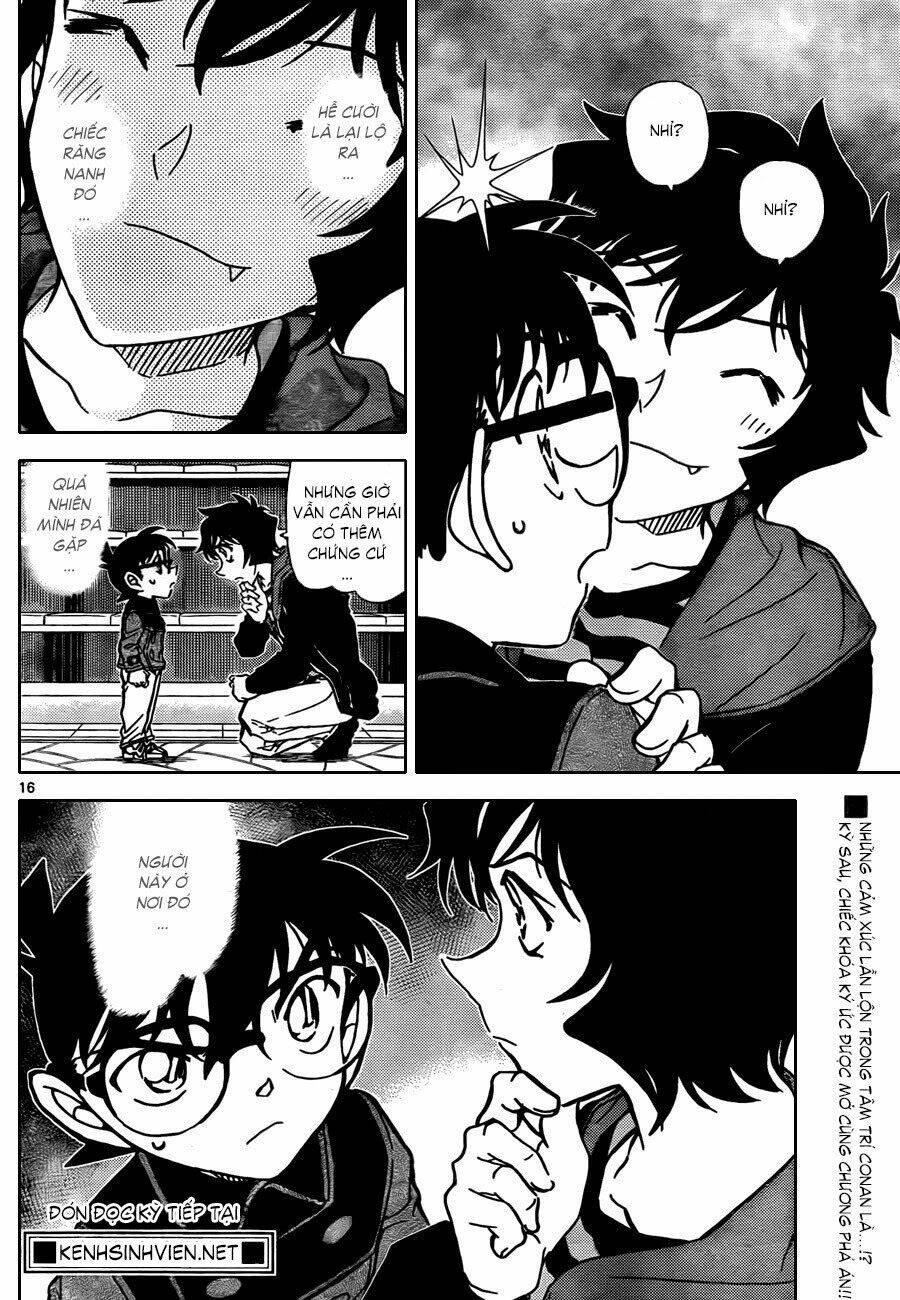 NHỈ?
NHỈ?
HỄ CƯỜI
LÀ LẠI LỘ
RA
...
CHIẾC
RĂNG
NANH
ĐÓ
...
NHƯNG GIỜ
VẪN CẦN PHẢI
CÓ THÊM
CHỨNG CỨ
...
QUẢ
NHIÊN
MÌNH ĐÃ
GẶP
...
16
NGƯỜI
NÀY Ở
NƠI ĐÓ
...
NHỮNG CẢM XÚC LẪN LỘN TRONG TÂM TRÍ CONAN LÀ...!?
KỲ SAU, CHIẾC KHÓA KÝ ỨC ĐƯỢC MỞ CÙNG CHƯƠNG PHÁ ÁN!!
ĐÓN ĐỌC KỲ TIẾP TẠI
KENHSINHVIEN.NET